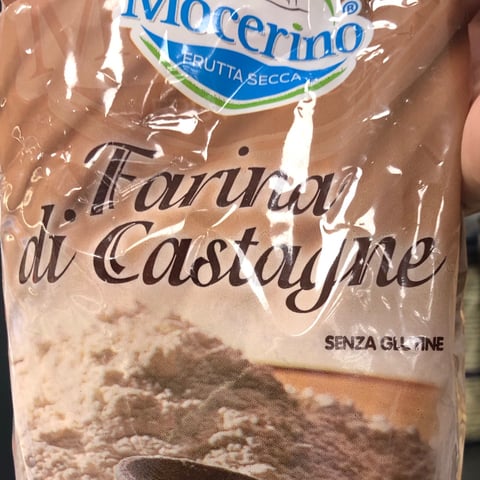 Mocerino®
FRUTTA SECCA
Farina
di Castagne
SENZA GLUTINE